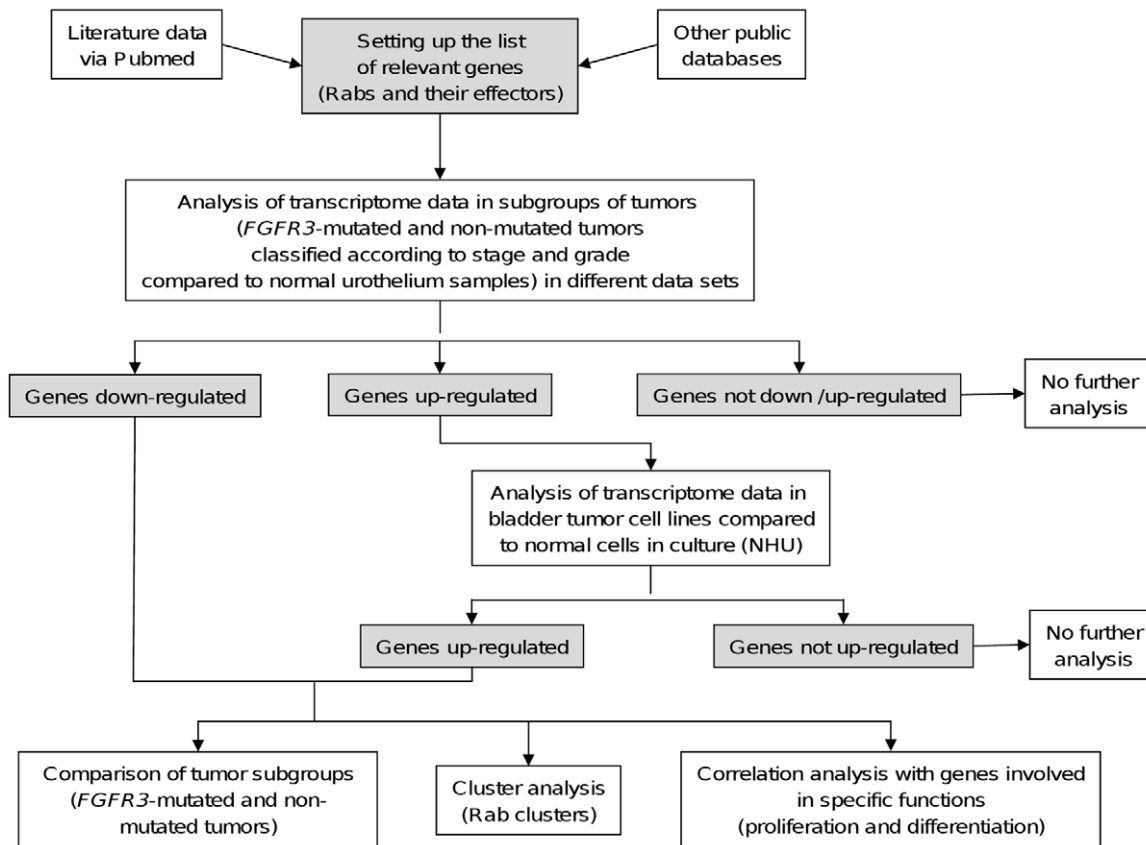 Literature data
via Pubmed
Setting up the list
of relevant genes
(Rabs and their effectors)
Other public
databases
Analysis of transcriptome data in subgroups of tumors
(FGFR3-mutated and non-mutated tumors
classified according to stage and grade
compared to normal urothelium samples) in different data sets
Genes down-regulated
Genes up-regulated
Genes not down /up-regulated
No further
analysis
Analysis of transcriptome data in
bladder tumor cell lines compared
to normal cells in culture (NHU)
Genes up-regulated
Genes not up-regulated
No further
analysis
Comparison of tumor subgroups
(FGFR3-mutated and non-
mutated tumors)
Cluster analysis
(Rab clusters)
Correlation analysis with genes involved
in specific functions
(proliferation and differentiation)